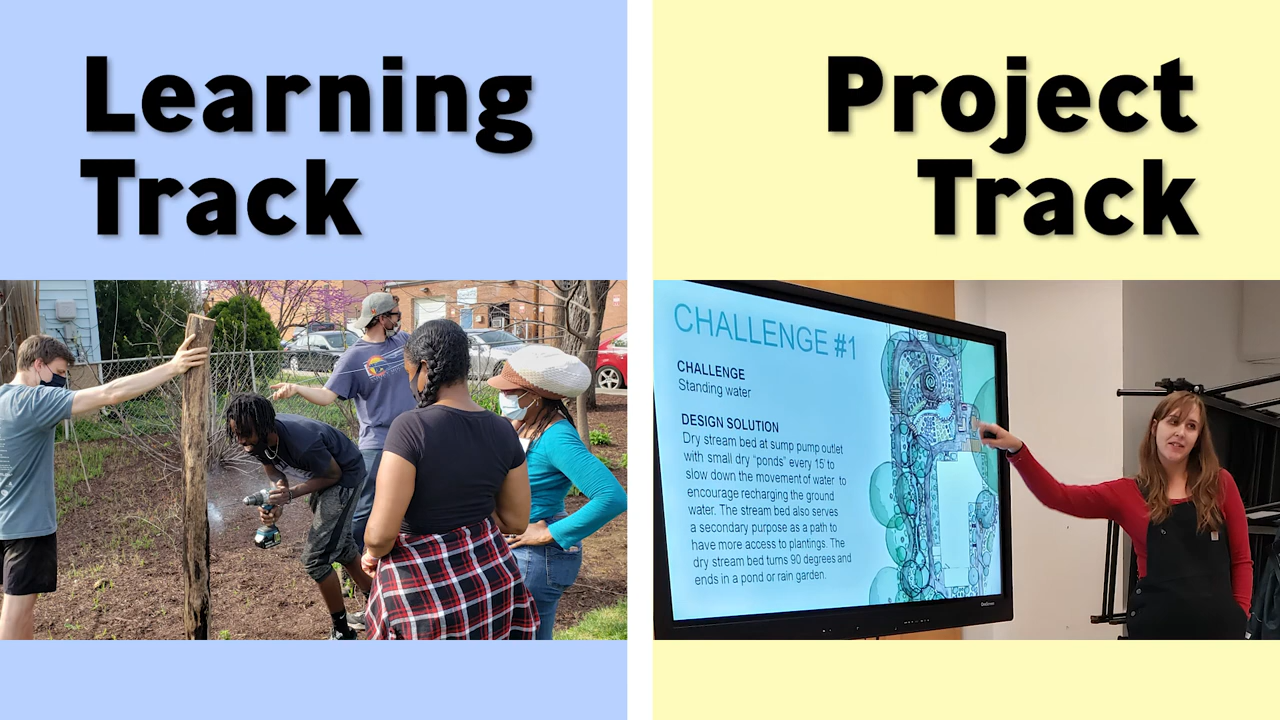 Learning
Track
Project
Track
CHALLENGE #1
CHALLENGE
Standing water
DESIGN SOLUTION
Dry stream bed at sump pump outlet
with small dry "ponds" every 15' to
slow down the movement of water to
encourage recharging the ground
water. The stream bed also serves
a secondary purpose as a path to
have more access to plantings. The
dry stream bed turns 90 degrees and
ends in a pond or rain garden.